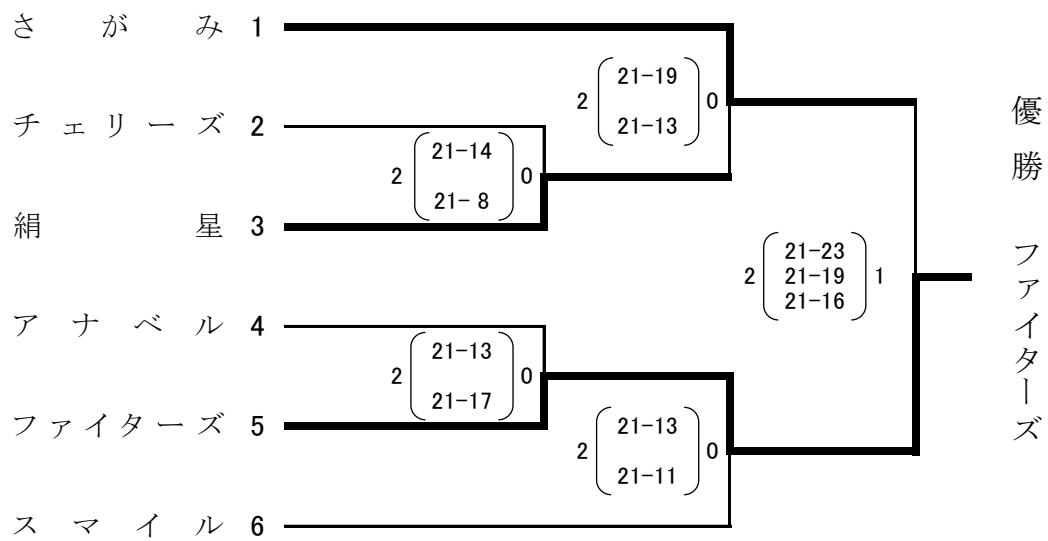 さがみ 1
2 21-19 0
21-13
チェリーズ 2
2 21-14 0
21- 8
絹星 3
2 21-23 1
21-19
21-16
アナベル 4
2 21-13 0
21-17
ファイターズ 5
2 21-13 0
21-11
スマイル 6
優勝 ファイターズ